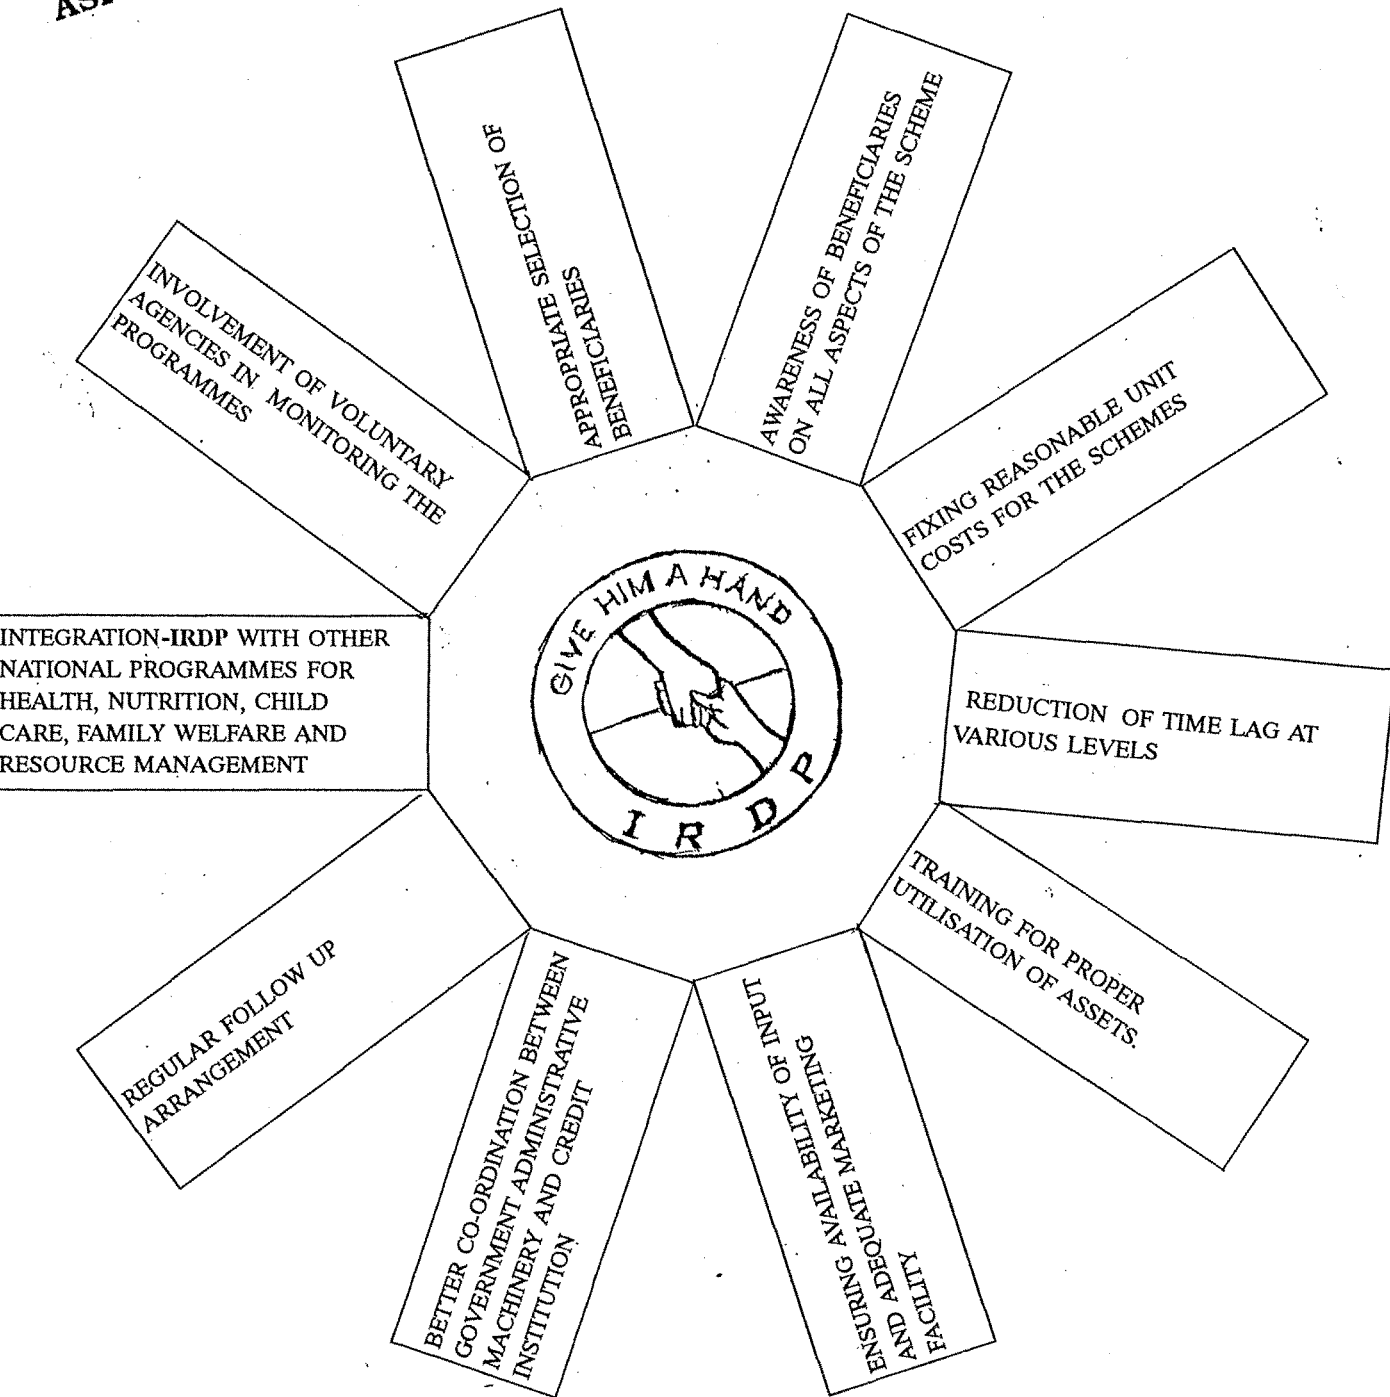 APPROPRIATE SELECTION OF
BENEFICIARIES
AWARENESS OF BENEFICIARIES
ON ALL ASPECTS OF THE SCHEME
FIXING REASONABLE UNIT
COSTS FOR THE SCHEMES
REDUCTION OF TIME LAG AT
VARIOUS LEVELS
TRAINING FOR PROPER
UTILISATION OF ASSETS.
ENSURING AVAILABILITY OF INPUT
AND ADEQUATE MARKETING
FACILITY
BETTER CO-ORDINATION BETWEEN
GOVERNMENT ADMINISTRATIVE
MACHINERY AND CREDIT
INSTITUTION
REGULAR FOLLOW UP
ARRANGEMENT
INTEGRATION-IRDP WITH OTHER
NATIONAL PROGRAMMES FOR
HEALTH, NUTRITION, CHILD
CARE, FAMILY WELFARE AND
RESOURCE MANAGEMENT
INVOLVEMENT OF VOLUNTARY
AGENCIES IN MONITORING THE
PROGRAMMES
GIVE HIM A HAND
IRDP